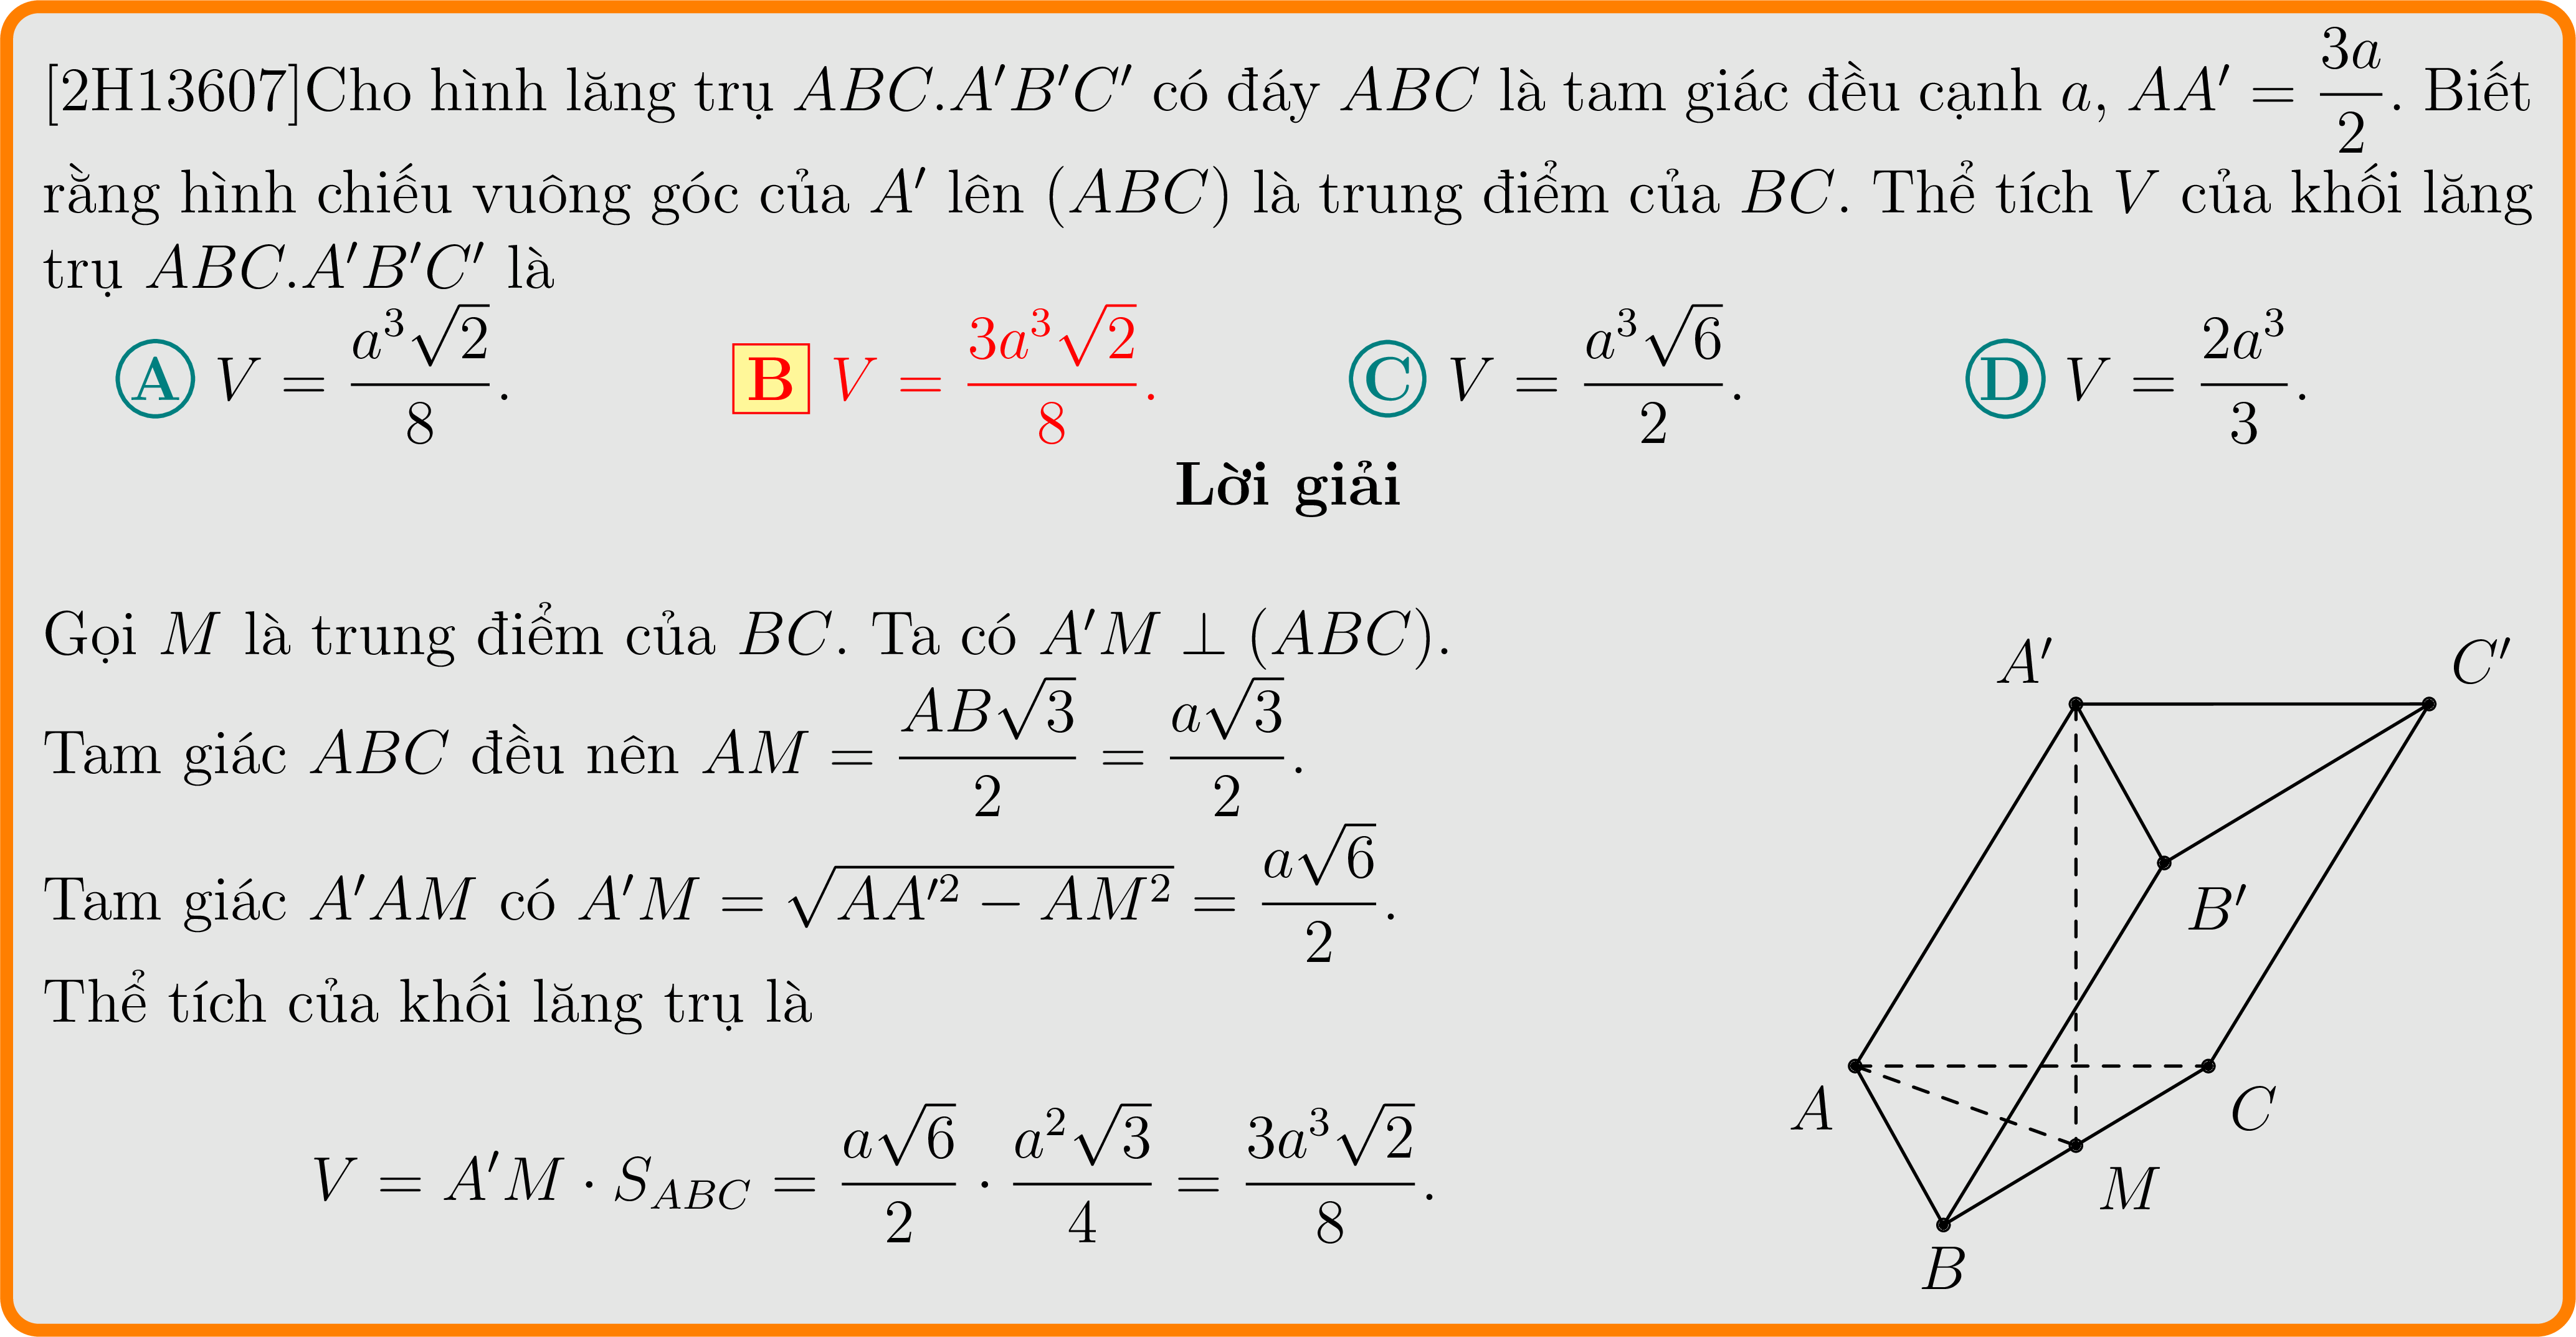 [2H13607]Cho hình lăng trụ ABC.A′B′C′ có đáy ABC là tam giác đều cạnh a, AA′ = \frac{3a}{2}. Biết
rằng hình chiếu vuông góc của A′ lên (ABC) là trung điểm của BC. Thể tích V của khối lăng
trụ ABC.A′B′C′ là
A V = \frac{a^3\sqrt{2}}{8}. B V = \frac{3a^3\sqrt{2}}{8}. C V = \frac{a^3\sqrt{6}}{2}. D V = \frac{2a^3}{3}.
Lời giải
Gọi M là trung điểm của BC. Ta có A′M ⊥ (ABC).
Tam giác ABC đều nên AM = \frac{AB\sqrt{3}}{2} = \frac{a\sqrt{3}}{2}.
Tam giác A′AM có A′M = \sqrt{AA′^2 − AM^2} = \frac{a\sqrt{6}}{2}.
Thể tích của khối lăng trụ là
V = A′M · S_{ABC} = \frac{a\sqrt{6}}{2} · \frac{a^2\sqrt{3}}{4} = \frac{3a^3\sqrt{2}}{8}.
A′
C′
B′
A
C
M
B